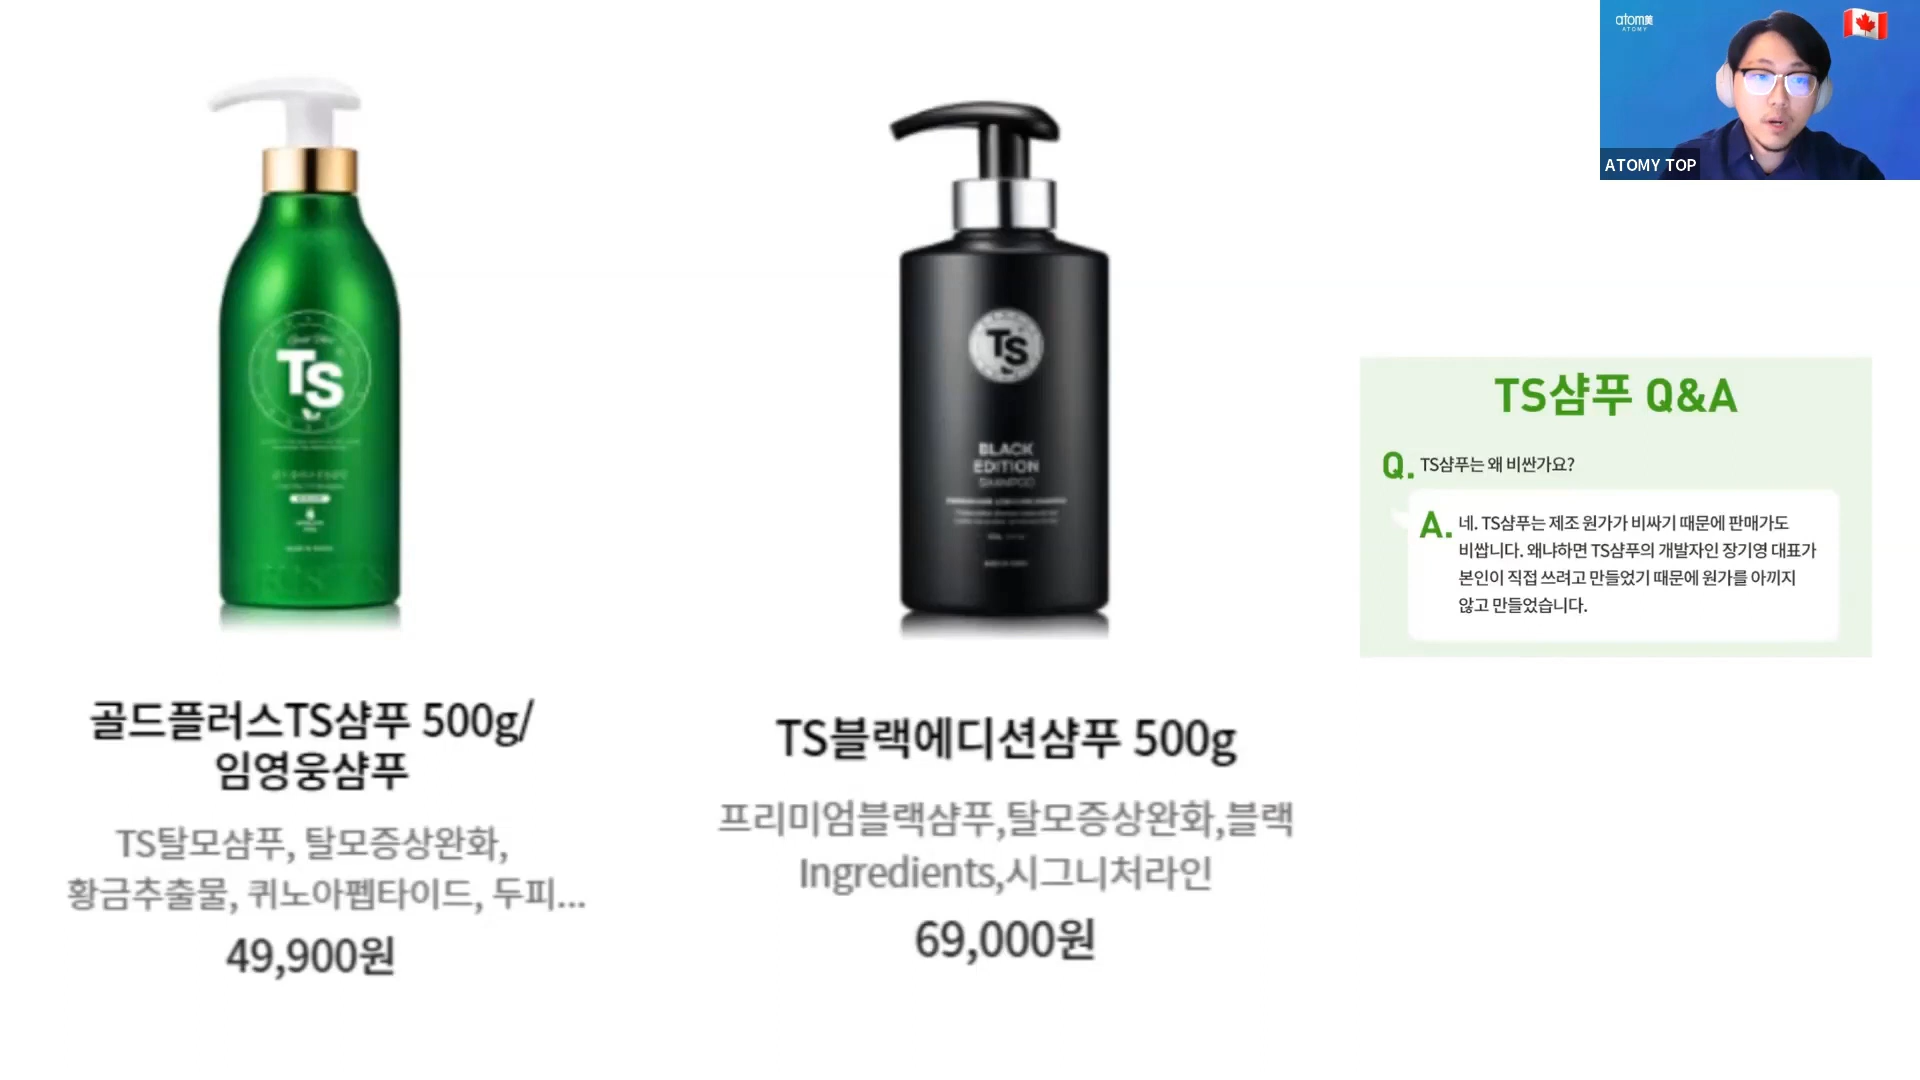 atom美
ATOMY
ATOMY TOP
TS
TS
BLACK
EDITION
SHAMPOO
TS샴푸 Q&A
Q. TS샴푸는 왜 비싼가요?
A. 네. TS샴푸는 제조 원가가 비싸기 때문에 판매가도
비쌉니다. 왜냐하면 TS샴푸의 개발자인 장기영 대표가
본인이 직접 쓰려고 만들었기 때문에 원가를 아끼지
않고 만들었습니다.
골드플러스TS샴푸 500g/
임영웅샴푸
TS탈모샴푸, 탈모증상완화,
황금추출물, 퀴노아펩타이드, 두피...
49,900원
TS블랙에디션샴푸 500g
프리미엄블랙샴푸,탈모증상완화,블랙
Ingredients,시그니처라인
69,000원